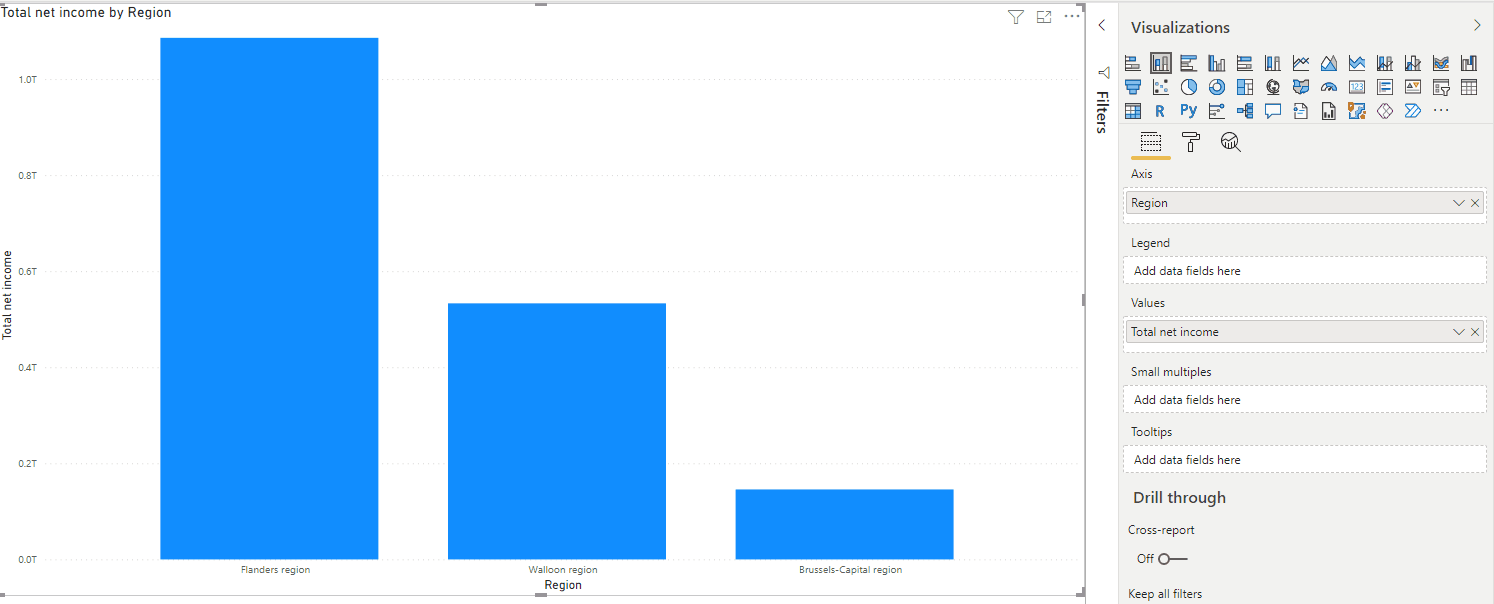 Total net income by Region
Total net income
1.0T
0.8T
0.6T
0.4T
0.2T
0.0T
Flanders region
Walloon region
Brussels-Capital region
Region
Filters
Visualizations
123
R
Py
Axis
Region
Legend
Add data fields here
Values
Total net income
Small multiples
Add data fields here
Tooltips
Add data fields here
Drill through
Cross-report
Off
Keep all filters